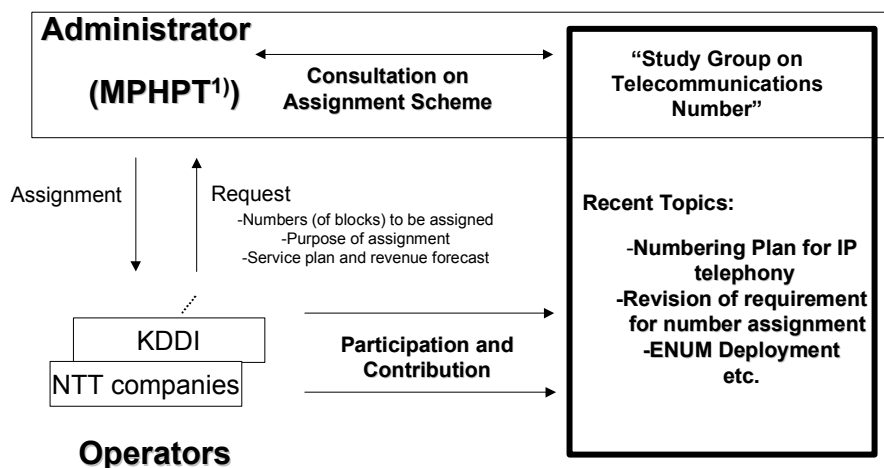 Administrator
(MPHPT1))
Consultation on
Assignment Scheme
“Study Group on
Telecommunications
Number”
Assignment
Request
-Numbers (of blocks) to be assigned
-Purpose of assignment
-Service plan and revenue forecast
Recent Topics:
-Numbering Plan for IP
telephony
-Revision of requirement
for number assignment
-ENUM Deployment
etc.
KDDI
NTT companies
Participation and
Contribution
Operators